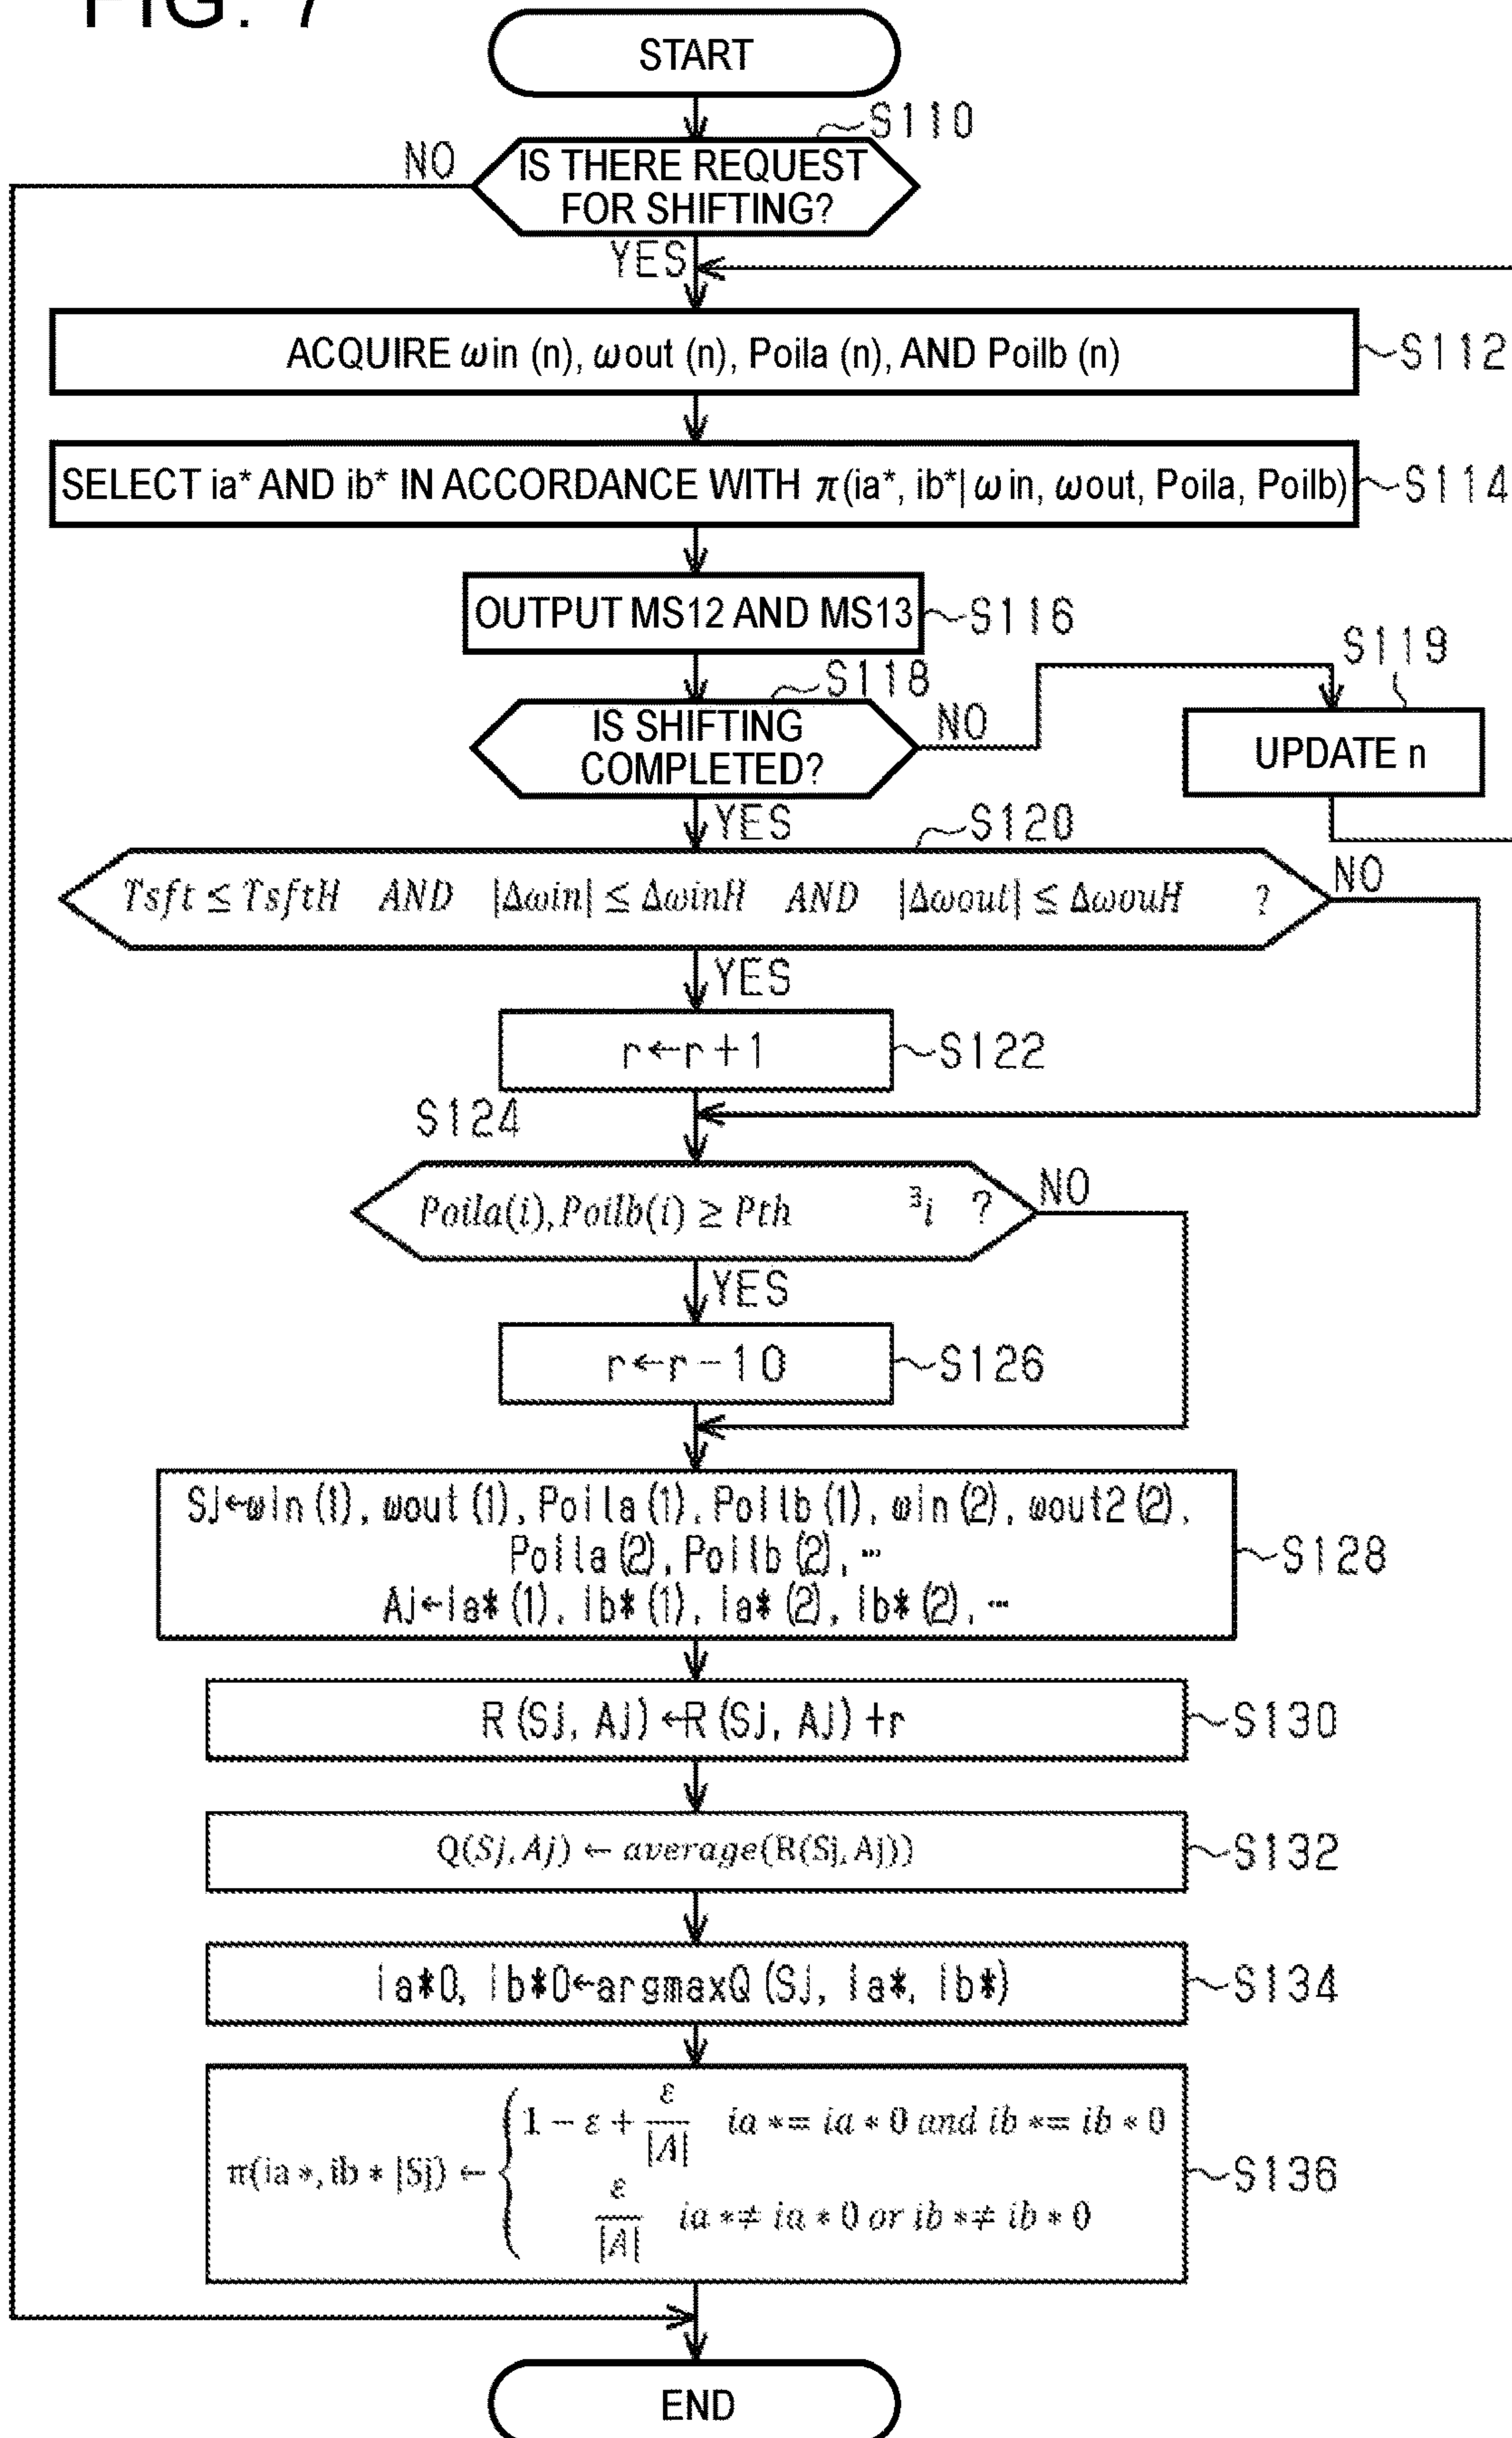 FIG. 7
START
S110
IS THERE REQUEST
FOR SHIFTING?
NO
YES
ACQUIRE ωin (n), ωout (n), Poila (n), AND Poilb (n)
S112
SELECT ia* AND ib* IN ACCORDANCE WITH π(ia*, ib*| ωin, ωout, Poila, Poilb)
S114
OUTPUT MS12 AND MS13
S116
S118
IS SHIFTING
COMPLETED?
NO
S119
UPDATE n
YES
S120
Tsft ≤ TsftH AND |Δωin| ≤ ΔωinH AND |Δωout| ≤ ΔωouH ?
NO
YES
r←r+1
S122
S124
Poila(i), Poilb(i) ≥ Pth ∃i ?
NO
YES
r←r-10
S126
Sj←ωin(1), ωout(1), Poila(1), Poilb(1), ωin(2), ωout2(2),
Poila(2), Poilb(2), …
Aj←ia*(1), ib*(1), ia*(2), ib*(2), …
S128
R(Sj, Aj)←R(Sj, Aj)+r
S130
Q(Sj, Aj) ← average(R(Sj, Aj))
S132
ia*0, ib*0←argmaxQ(Sj, ia*, ib*)
S134
π(ia *, ib * |Sj) ← { 1 − ε + ε/|A| ia *= ia * 0 and ib *= ib * 0
ε/|A| ia *≠ ia * 0 or ib *≠ ib * 0
S136
END